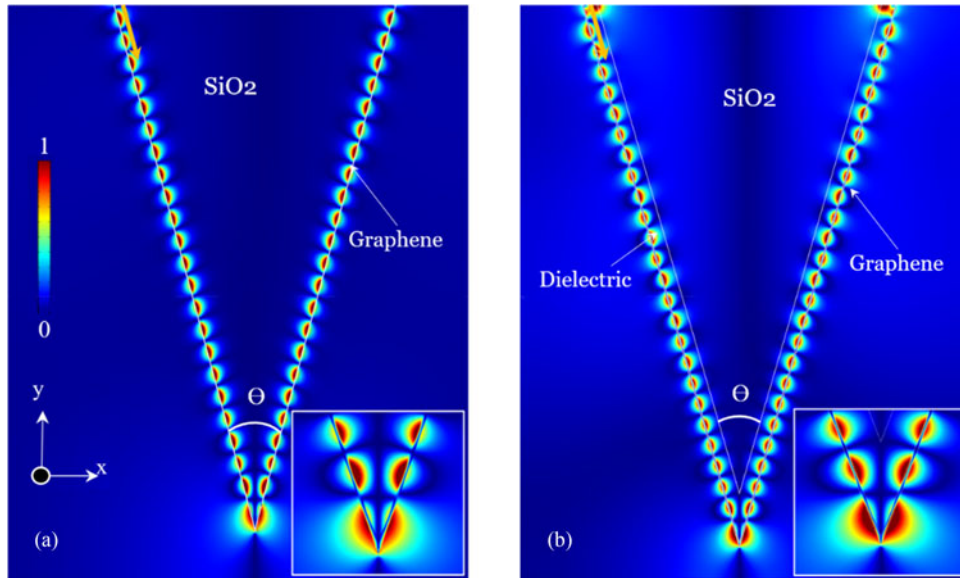 SiO2
1
0
Graphene
y
x
Θ
(a)
SiO2
Dielectric
Graphene
Θ
(b)